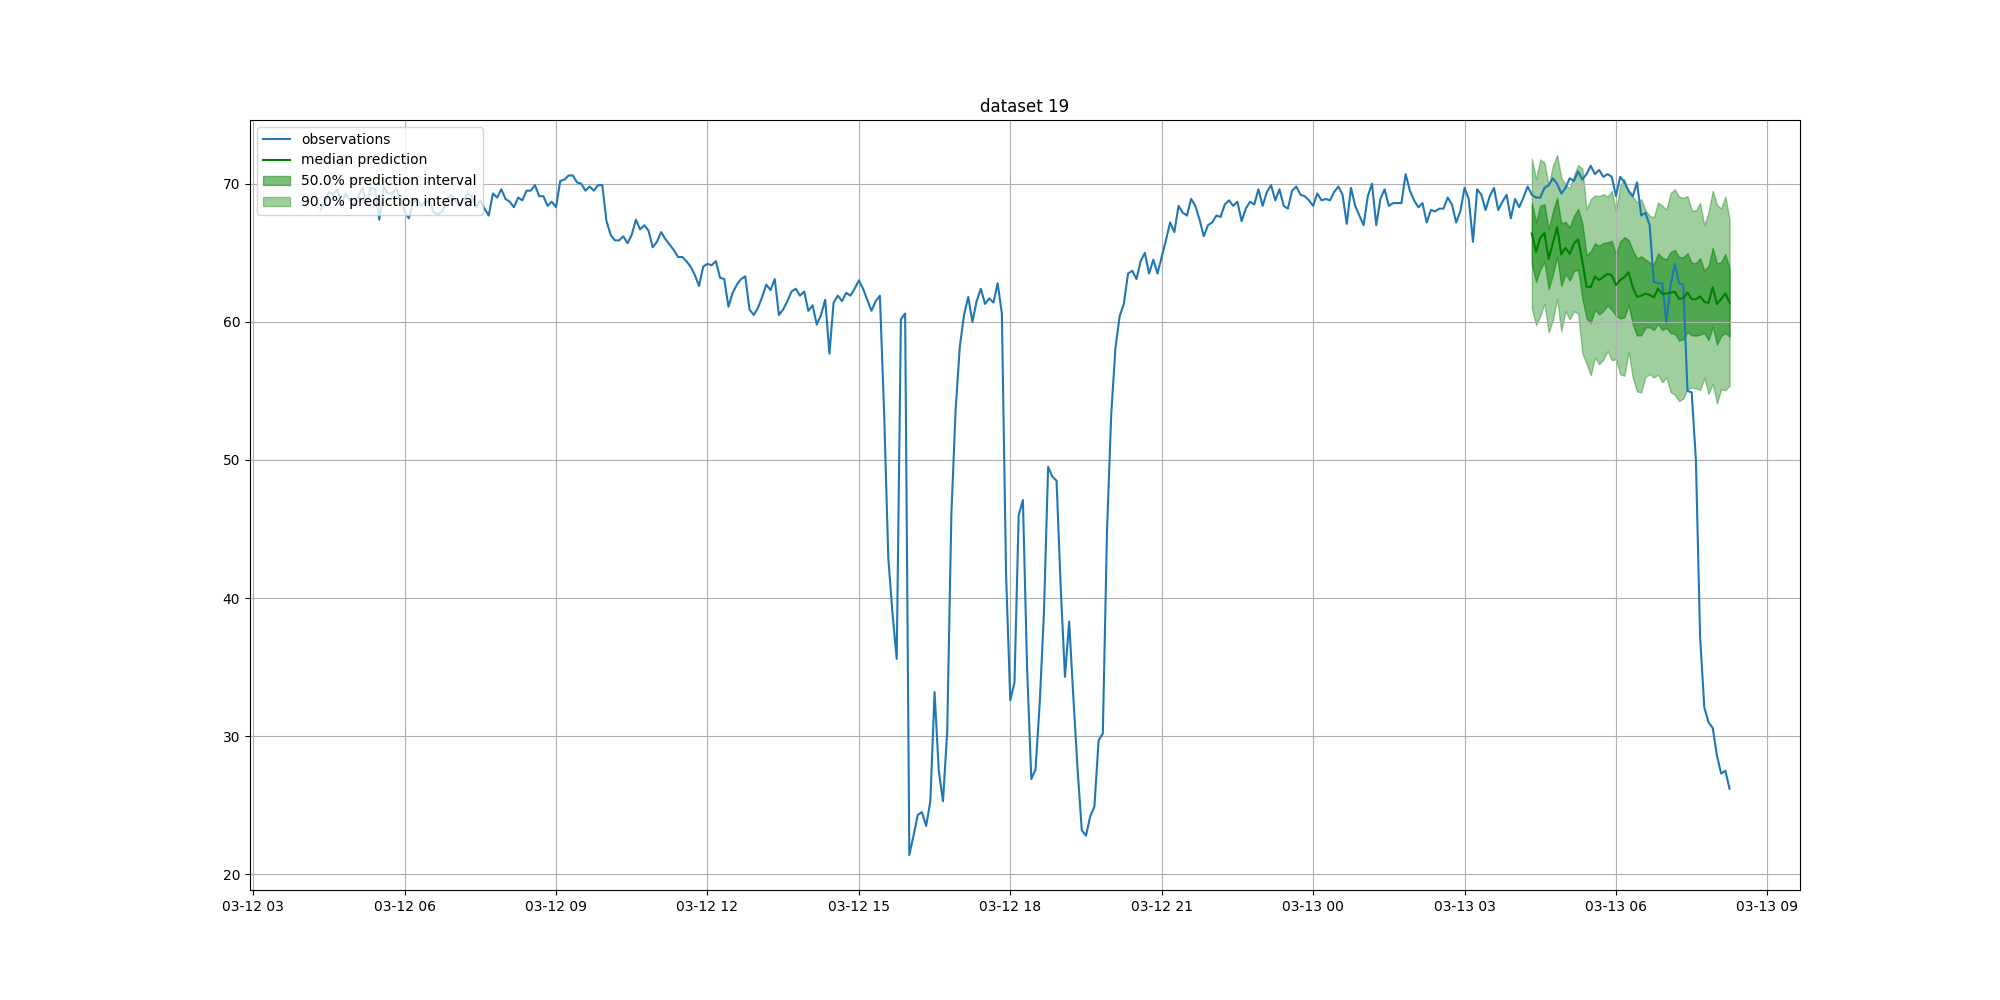 dataset 19
observations
median prediction
50.0% prediction interval
90.0% prediction interval
70
60
50
40
30
20
03-12 03 03-12 06 03-12 09 03-12 12 03-12 15 03-12 18 03-12 21 03-13 00 03-13 03 03-13 06 03-13 09